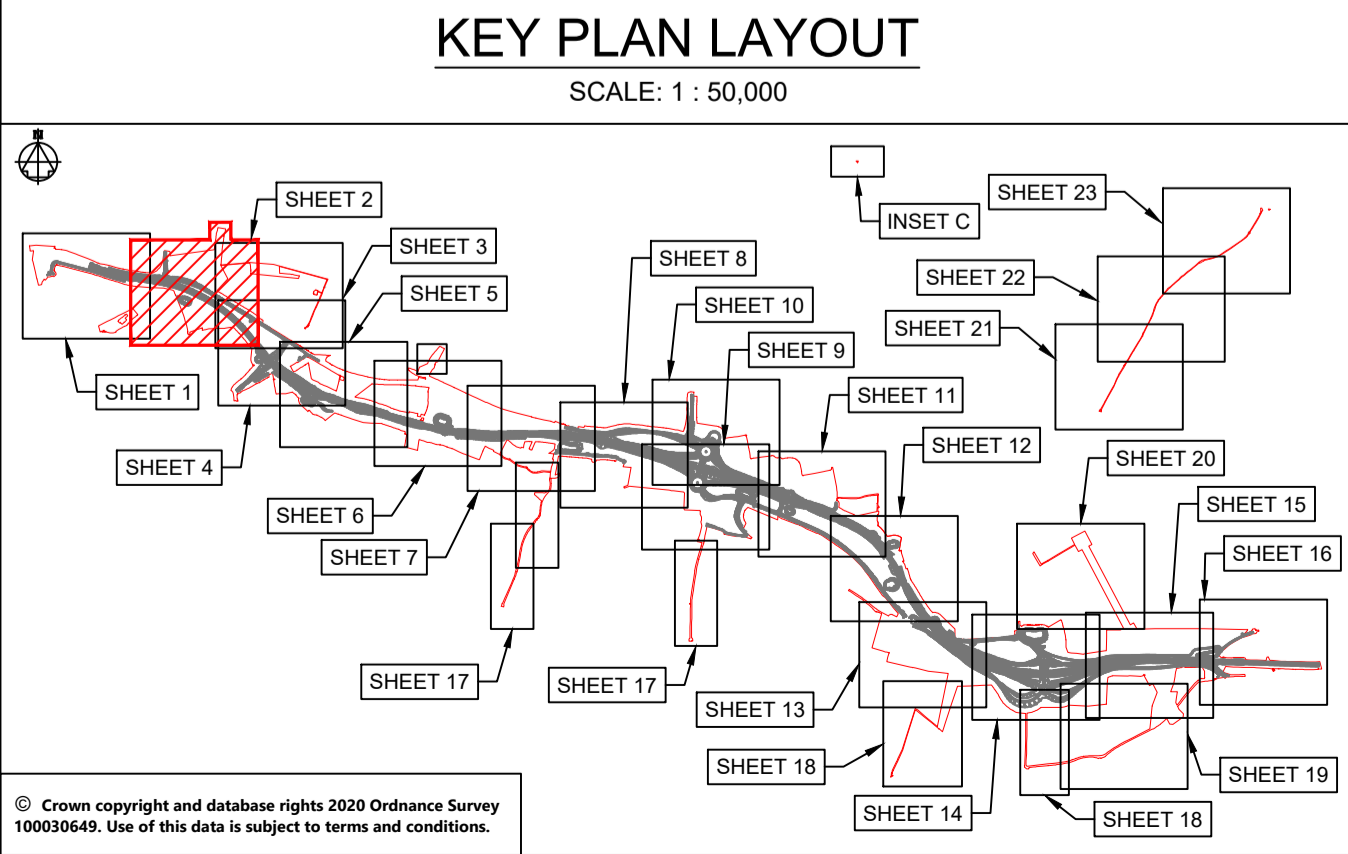 KEY PLAN LAYOUT
SCALE: 1 : 50,000
N
SHEET 2
SHEET 23
INSET C
SHEET 3
SHEET 8
SHEET 22
SHEET 5
SHEET 10
SHEET 21
SHEET 9
SHEET 1
SHEET 11
SHEET 12
SHEET 4
SHEET 20
SHEET 15
SHEET 6
SHEET 7
SHEET 16
SHEET 17
SHEET 17
SHEET 13
SHEET 18
SHEET 19
SHEET 14
SHEET 18
© Crown copyright and database rights 2020 Ordnance Survey
100030649. Use of this data is subject to terms and conditions.